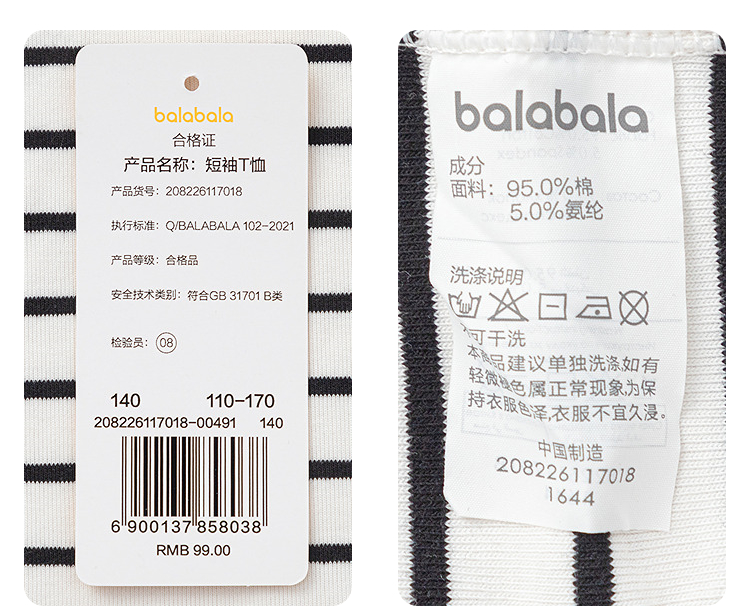 balabala
合格证
产品名称：短袖T恤
产品货号：208226117018
执行标准：Q/BALABALA 102-2021
产品等级：合格品
安全技术类别：符合GB 31701 B类
检验员：08
140 110-170
208226117018-00491 140
6 900137 858038
RMB 99.00
balabala
成分
面料：95.0%棉
5.0%氨纶
洗涤说明
可干洗
本商品建议单独洗涤如有
轻微褪色,属正常现象,为保
持衣服色泽,衣服不宜久浸。
中国制造
208226117018
1644